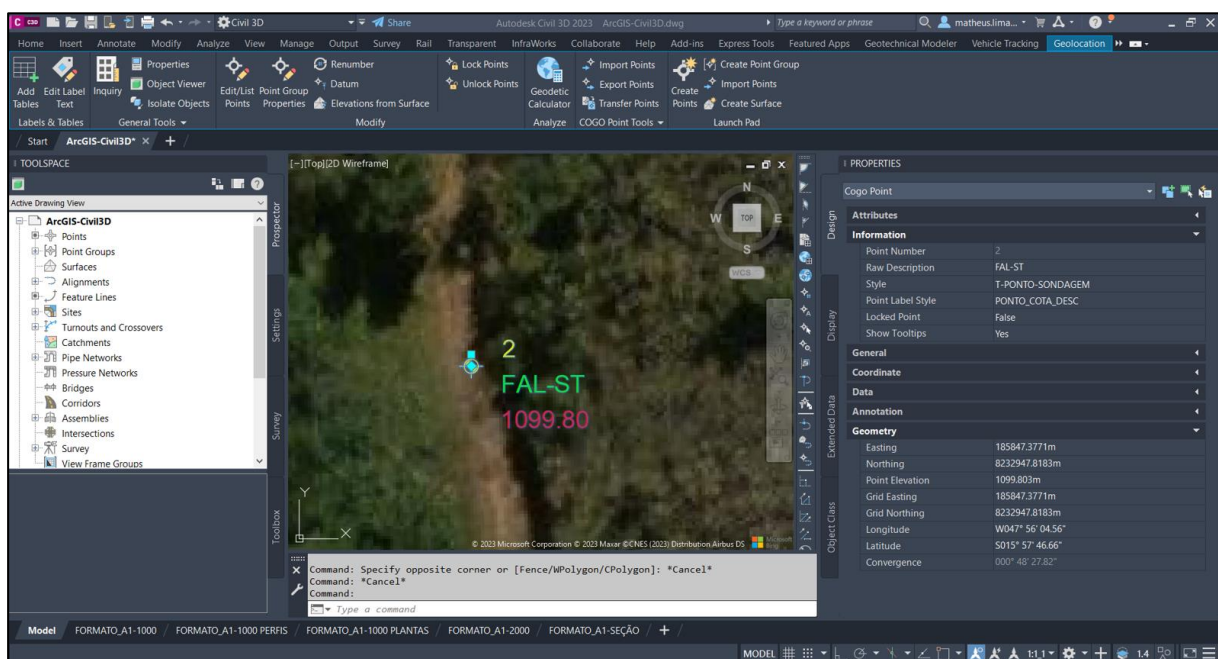 C C3D Civil 3D Share Autodesk Civil 3D 2023 ArcGIS-Civil3D.dwg Type a keyword or phrase matheus.lima...
Home Insert Annotate Modify Analyze View Manage Output Survey Rail Transparent InfraWorks Collaborate Help Add-ins Express Tools Featured Apps Geotechnical Modeler Vehicle Tracking Geolocation
Add Tables
Edit Label Text
Labels & Tables
Inquiry
Properties
Object Viewer
Isolate Objects
General Tools
Edit/List Points
Point Group Properties
Renumber
Datum
Elevations from Surface
Lock Points
Unlock Points
Modify
Geodetic Calculator
Analyze
Import Points
Export Points
Transfer Points
COGO Point Tools
Create Points
Create Point Group
Import Points
Create Surface
Launch Pad
Start ArcGIS-Civil3D* +
TOOLSPACE
Active Drawing View
ArcGIS-Civil3D
Points
Point Groups
Surfaces
Alignments
Feature Lines
Sites
Turnouts and Crossovers
Catchments
Pipe Networks
Pressure Networks
Bridges
Corridors
Assemblies
Intersections
Survey
View Frame Groups
Prospector
Settings
Survey
Toolbox
[−][Top][2D Wireframe]
N
W TOP E
S
WCS
2
FAL-ST
1099.80
Y
X
© 2023 Microsoft Corporation © 2023 Maxar ©CNES (2023) Distribution Airbus DS Microsoft Bing
Command: Specify opposite corner or [Fence/WPolygon/CPolygon]: *Cancel*
Command: *Cancel*
Command:
Type a command
PROPERTIES
Cogo Point
Design
Display
Extended Data
Object Class
Attributes
Information
Point Number 2
Raw Description FAL-ST
Style T-PONTO-SONDAGEM
Point Label Style PONTO_COTA_DESC
Locked Point False
Show Tooltips Yes
General
Coordinate
Data
Annotation
Geometry
Easting 185847.3771m
Northing 8232947.8183m
Point Elevation 1099.803m
Grid Easting 185847.3771m
Grid Northing 8232947.8183m
Longitude W047° 56' 04.56"
Latitude S015° 57' 46.66"
Convergence 000° 48' 27.82"
Model FORMATO_A1-1000 FORMATO_A1-1000 PERFIS FORMATO_A1-1000 PLANTAS FORMATO_A1-2000 FORMATO_A1-SEÇÃO +
MODEL 1:1_1 1.4